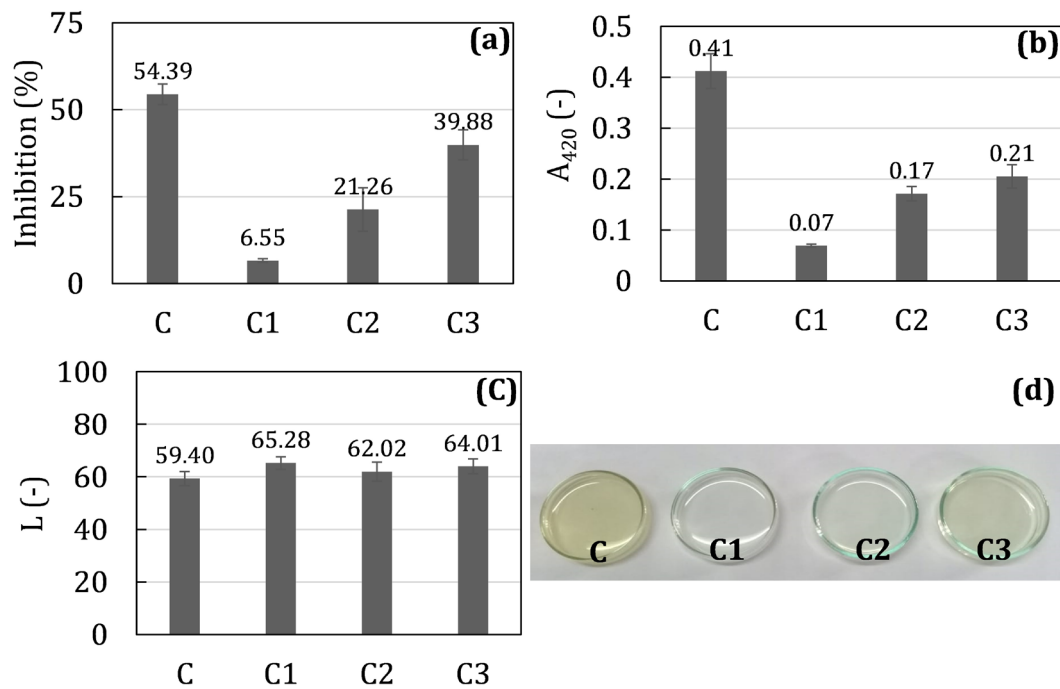 75
(a)
54.39
50
39.88
Inhibition (%)
25
21.26
6.55
0
C C1 C2 C3
0.5
(b)
0.41
0.4
A420 (-)
0.3
0.2
0.17
0.21
0.1
0.07
0
C C1 C2 C3
100
(C)
80
59.40
65.28
62.02
64.01
60
L (-)
40
20
0
C C1 C2 C3
(d)
C C1 C2 C3